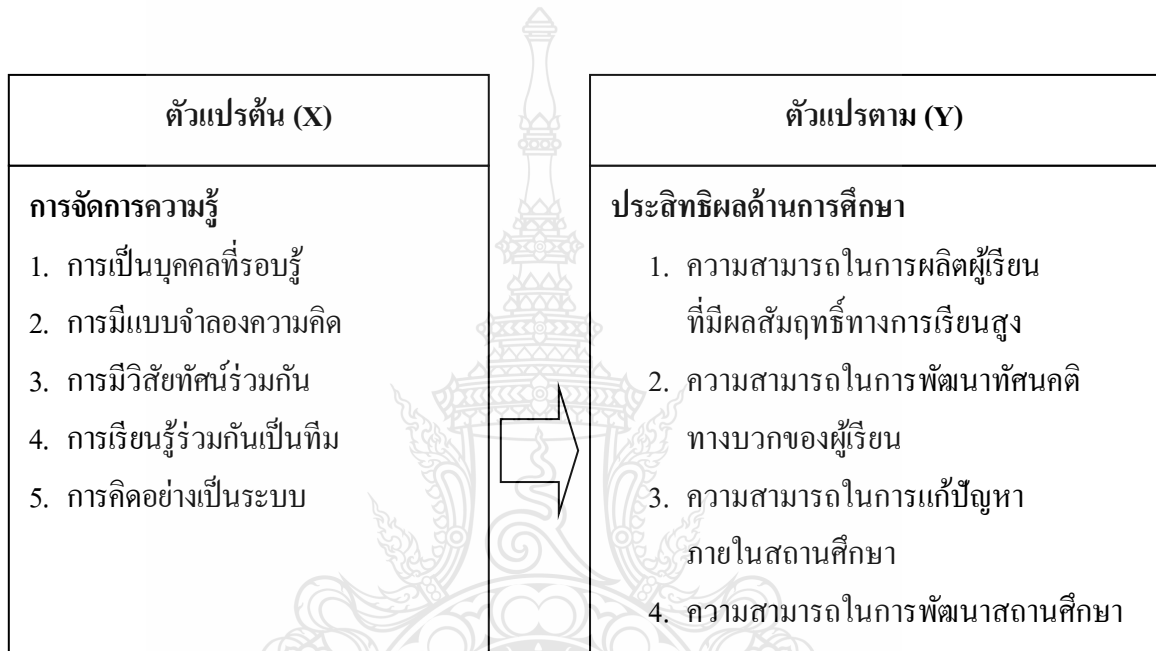 ตัวแปรต้น (X)
การจัดการความรู้
1. การเป็นบุคคลที่รอบรู้
2. การมีแบบจำลองความคิด
3. การมีวิสัยทัศน์ร่วมกัน
4. การเรียนรู้ร่วมกันเป็นทีม
5. การคิดอย่างเป็นระบบ
ตัวแปรตาม (Y)
ประสิทธิผลด้านการศึกษา
1. ความสามารถในการผลิตผู้เรียน
ที่มีผลสัมฤทธิ์ทางการเรียนสูง
2. ความสามารถในการพัฒนาทัศนคติ
ทางบวกของผู้เรียน
3. ความสามารถในการแก้ปัญหา
ภายในสถานศึกษา
4. ความสามารถในการพัฒนาสถานศึกษา